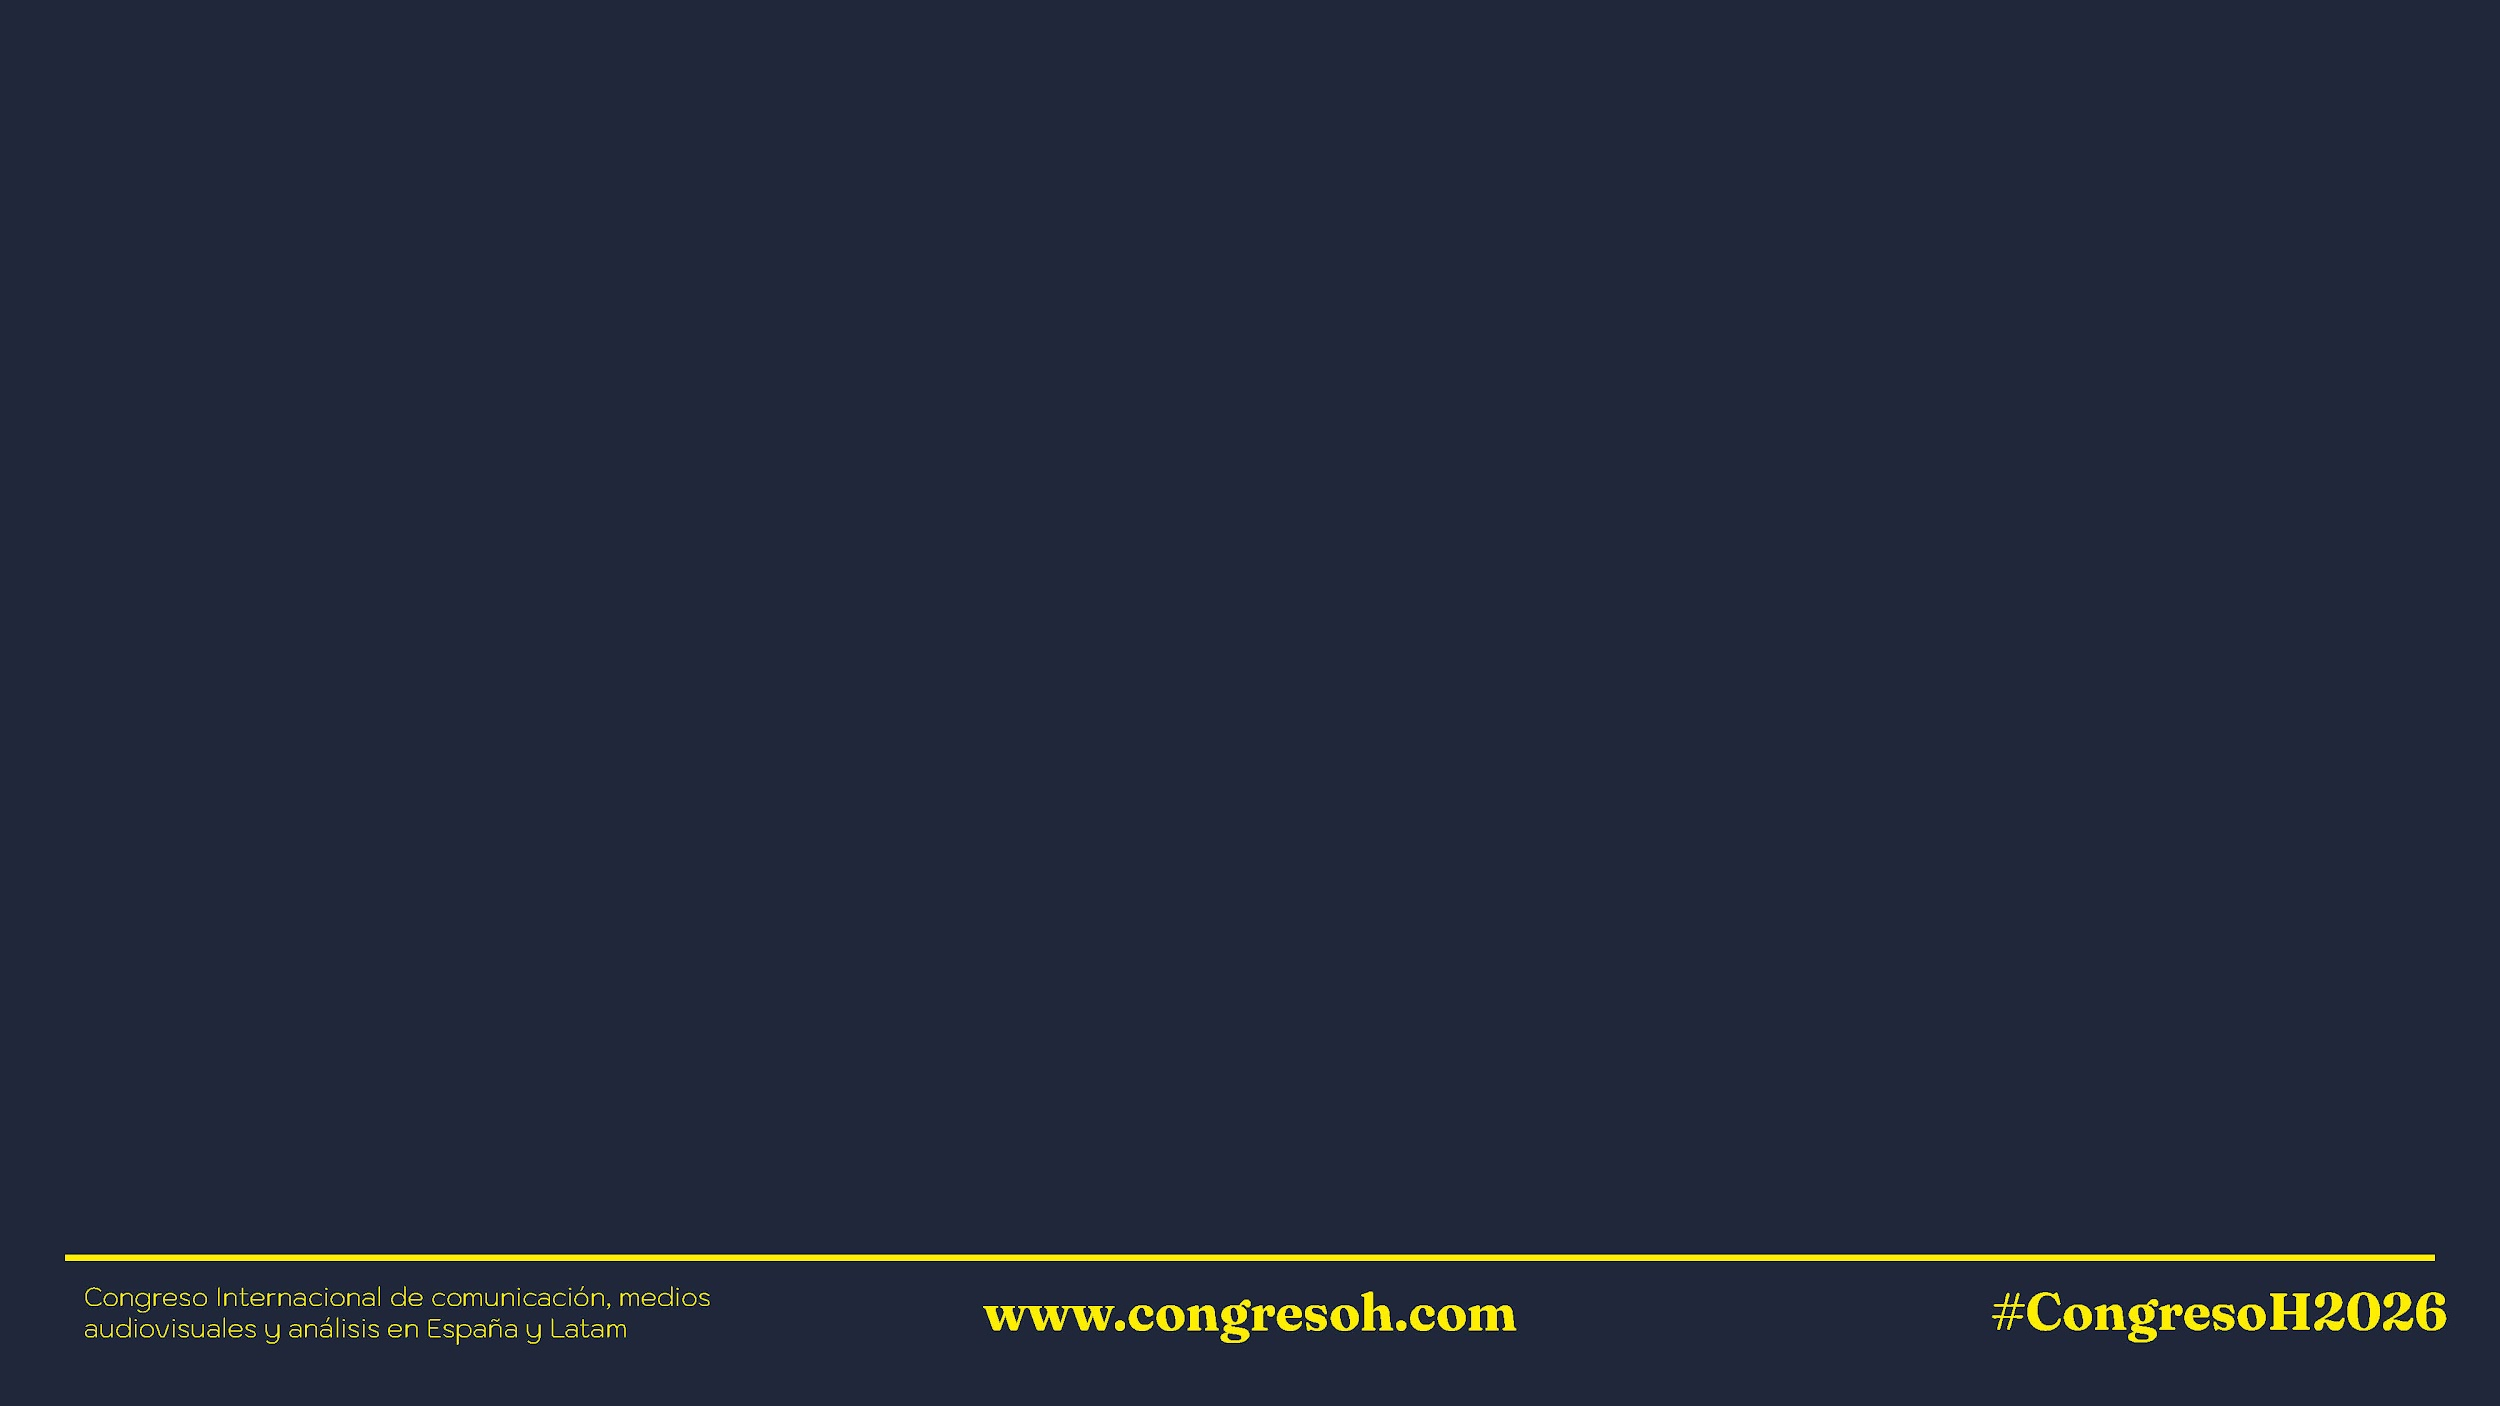 Congreso Internacional de comunicación, medios
audiovisuales y análisis en España y Latam
www.congresoh.com
#CongresoH2026